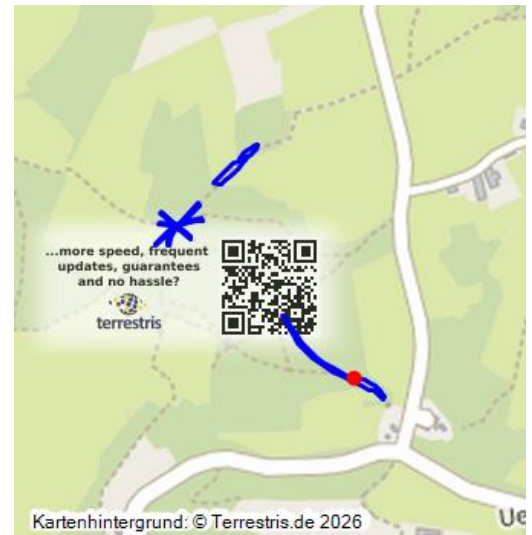 ...more speed, frequent
updates, guarantees
and no hassle?
terrestris
Kartenhintergrund: © Terrestris.de 2026
Ue